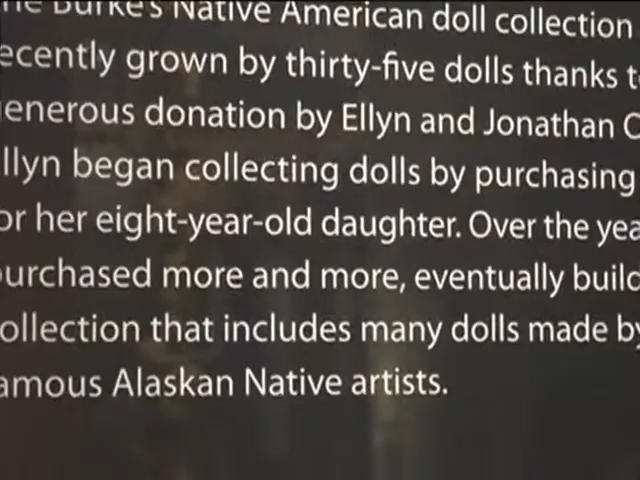 he Burke's Native American doll collection
ecently grown by thirty-five dolls thanks t
enerous donation by Ellyn and Jonathan C
llyn began collecting dolls by purchasing
or her eight-year-old daughter. Over the yea
urchased more and more, eventually build
ollection that includes many dolls made by
amous Alaskan Native artists.